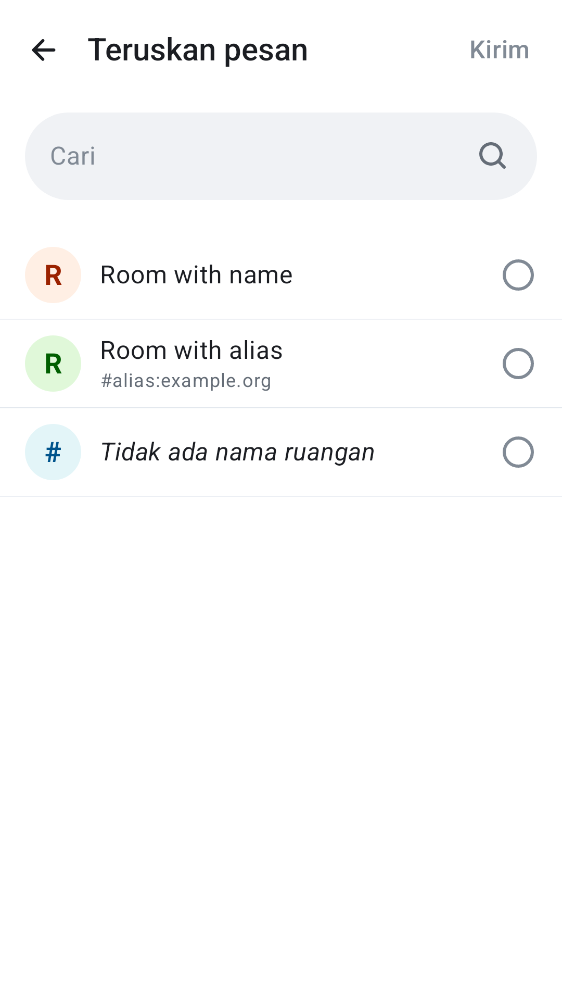 Teruskan pesan
Kirim
Cari
R
Room with name
R
Room with alias
#alias:example.org
#
Tidak ada nama ruangan